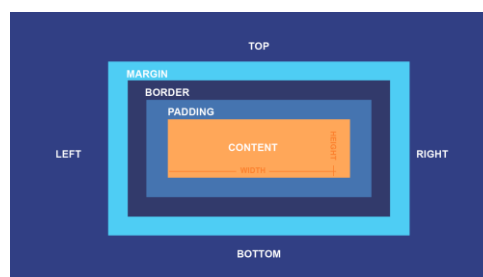 TOP
MARGIN
BORDER
PADDING
LEFT
CONTENT
HEIGHT
RIGHT
WIDTH
BOTTOM